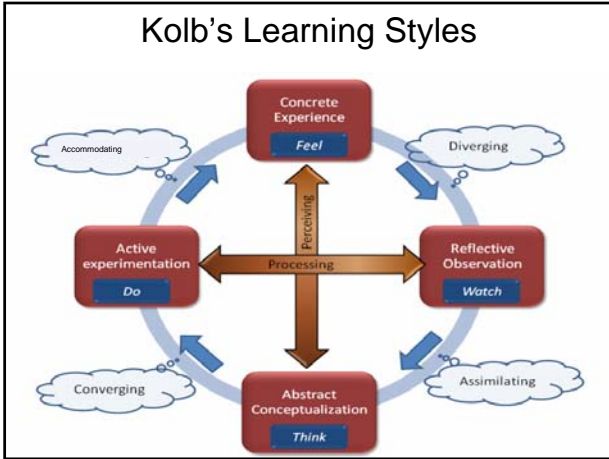 Kolb's Learning Styles
Concrete
Experience
Feel
Accommodating
Diverging
Perceiving
Active
experimentation
Do
Processing
Reflective
Observation
Watch
Converging
Abstract
Conceptualization
Think
Assimilating